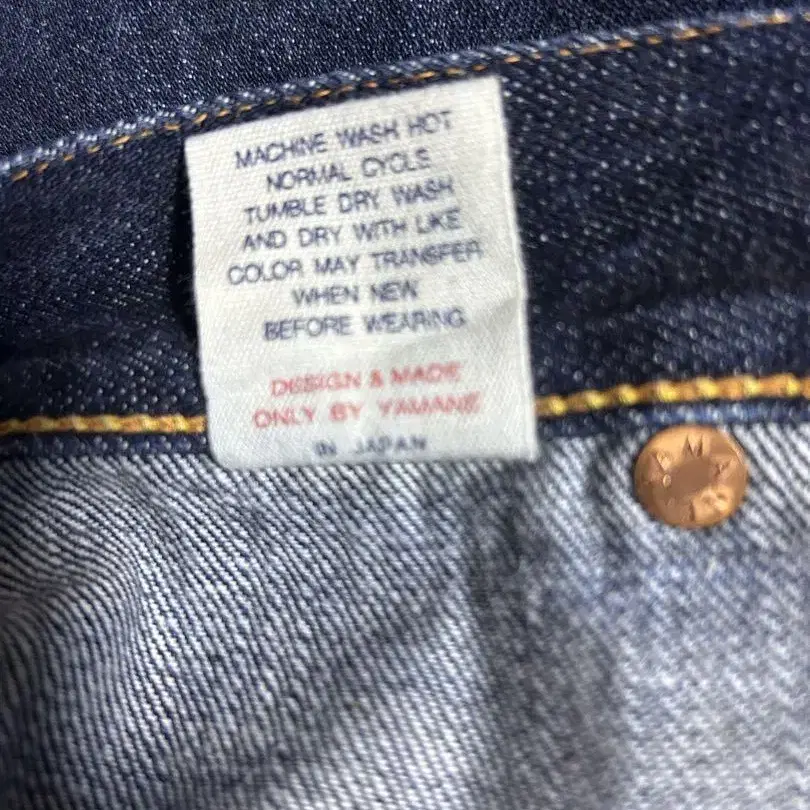 MACHINE WASH HOT
NORMAL CYCLE
TUMBLE DRY WASH
AND DRY WITH LIKE
COLOR MAY TRANSFER
WHEN NEW
BEFORE WEARING
DESIGN & MADE
ONLY BY YAMANE
IN JAPAN